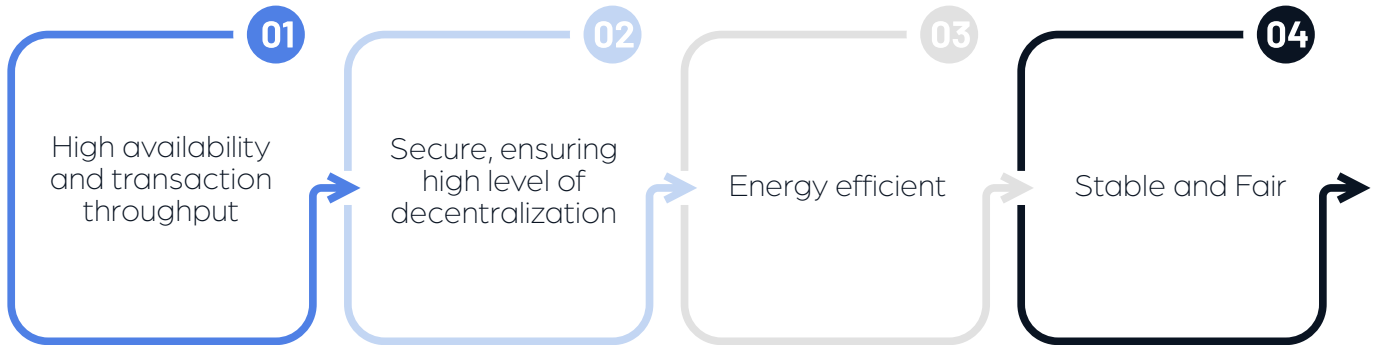 01
High availability
and transaction
throughput
02
Secure, ensuring
high level of
decentralization
03
Energy efficient
04
Stable and Fair